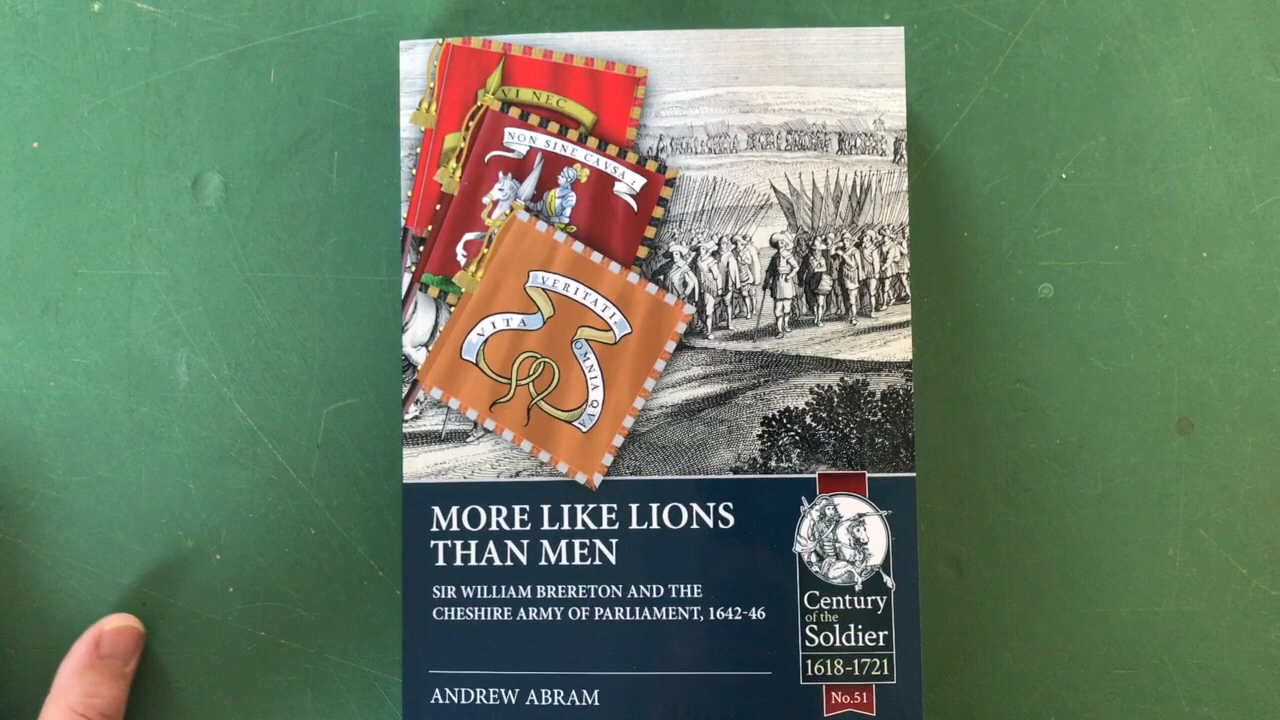 VI NEC
NON SINE CAVSA :
VERITATI
VITA
OMNIA QVA
MORE LIKE LIONS
THAN MEN
SIR WILLIAM BRERETON AND THE
CHESHIRE ARMY OF PARLIAMENT, 1642-46
ANDREW ABRAM
Century
of the
Soldier
1618-1721
No.51